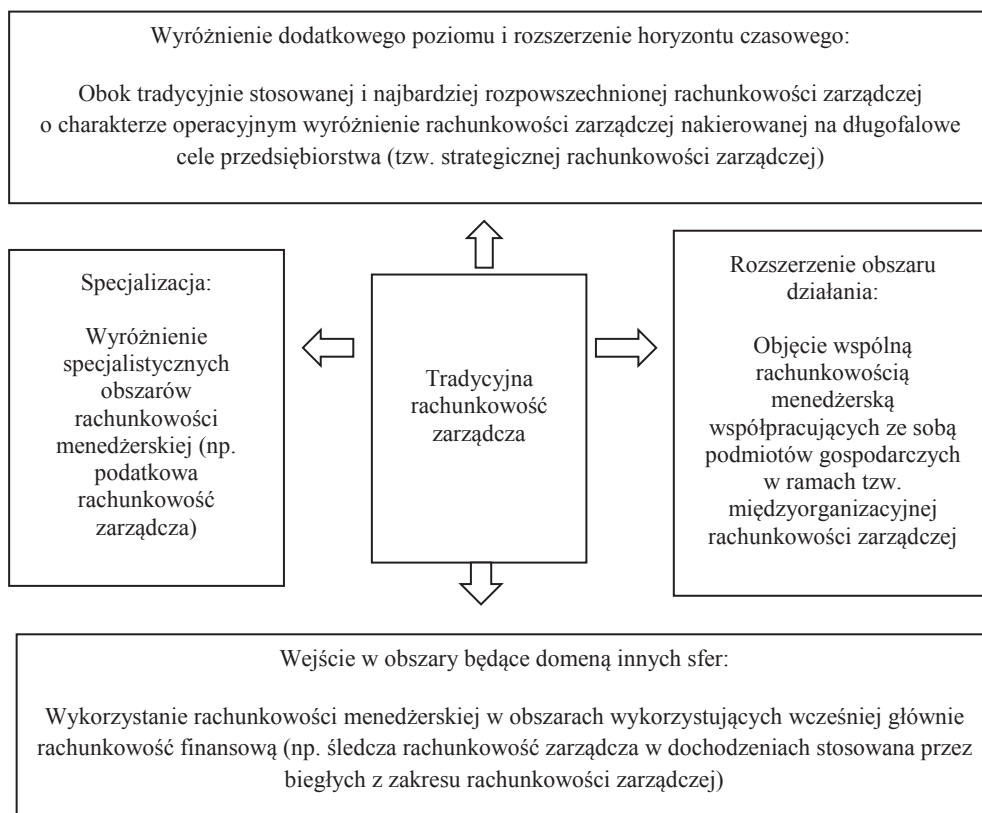 Wyróżnienie dodatkowego poziomu i rozszerzenie horyzontu czasowego:
Obok tradycyjnie stosowanej i najbardziej rozpowszechnionej rachunkowości zarządczej
o charakterze operacyjnym wyróżnienie rachunkowości zarządczej nakierowanej na długofalowe
cele przedsiębiorstwa (tzw. strategicznej rachunkowości zarządczej)
Specjalizacja:
Wyróżnienie
specjalistycznych
obszarów
rachunkowości
menedżerskiej (np.
podatkowa
rachunkowość
zarządcza)
Tradycyjna
rachunkowość
zarządcza
Rozszerzenie obszaru
działania:
Objęcie wspólną
rachunkowością
menedżerską
współpracujących ze sobą
podmiotów gospodarczych
w ramach tzw.
międzyorganizacyjnej
rachunkowości zarządczej
Wejście w obszary będące domeną innych sfer:
Wykorzystanie rachunkowości menedżerskiej w obszarach wykorzystujących wcześniej głównie
rachunkowość finansową (np. śledcza rachunkowość zarządcza w dochodzeniach stosowana przez
biegłych z zakresu rachunkowości zarządczej)